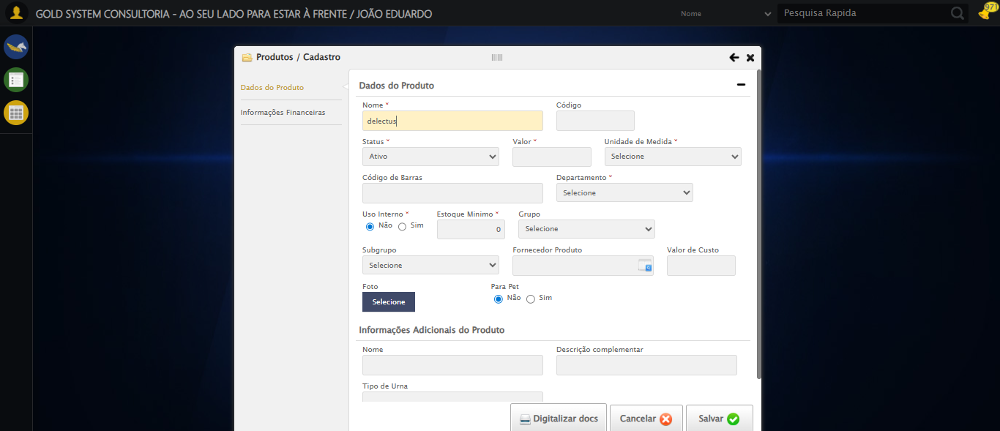 GOLD SYSTEM CONSULTORIA - AO SEU LADO PARA ESTAR À FRENTE / JOÃO EDUARDO
Nome
Pesquisa Rapida
971
Produtos / Cadastro
Dados do Produto
Informações Financeiras
Dados do Produto
Nome *
Código
delectus
Status *
Valor *
Unidade de Medida *
Ativo
Selecione
Código de Barras
Departamento *
Selecione
Uso Interno *
Estoque Minimo *
Grupo
Não
Sim
0
Selecione
Subgrupo
Fornecedor Produto
Valor de Custo
Selecione
Foto
Para Pet
Selecione
Não
Sim
Informações Adicionais do Produto
Nome
Descrição complementar
Tipo de Urna
Digitalizar docs
Cancelar
Salvar